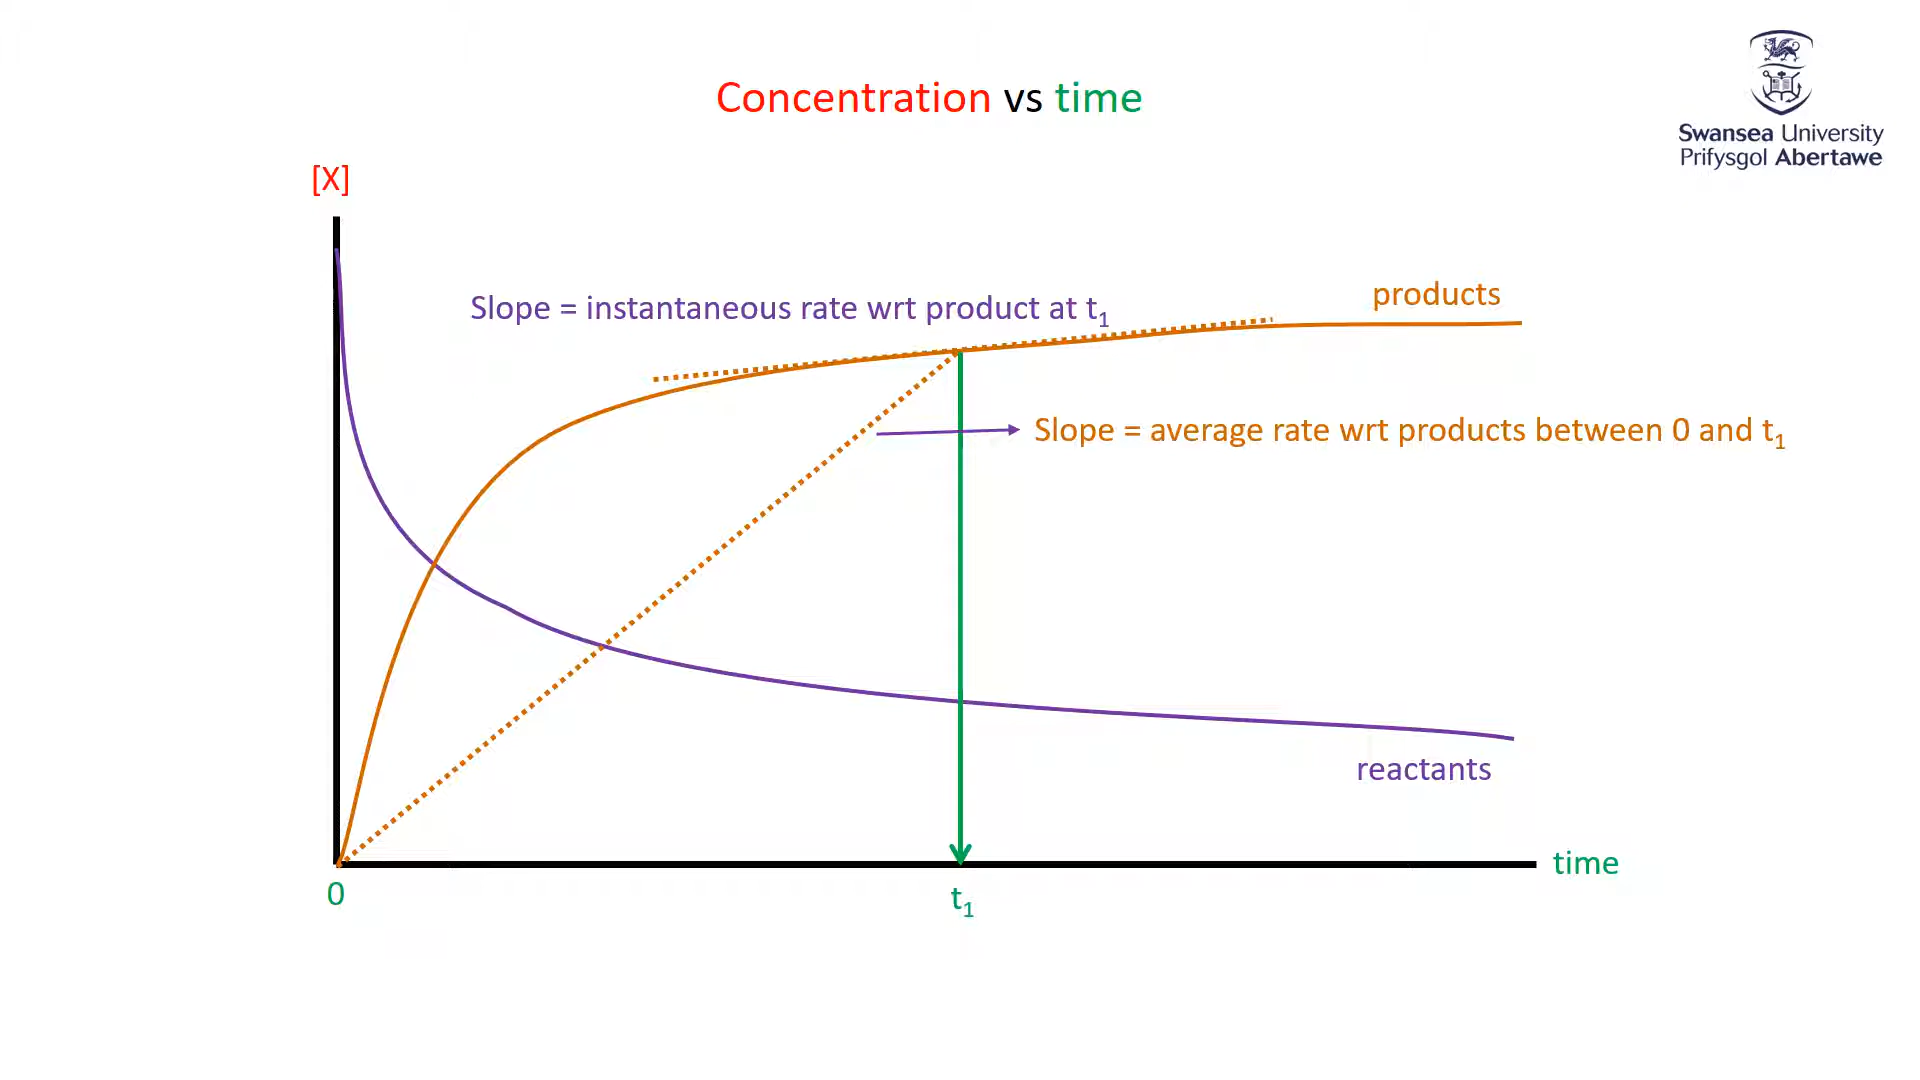 Concentration vs time
Swansea University
Prifysgol Abertawe
[X]
Slope = instantaneous rate wrt product at t₁
products
Slope = average rate wrt products between 0 and t₁
reactants
time
0
t₁